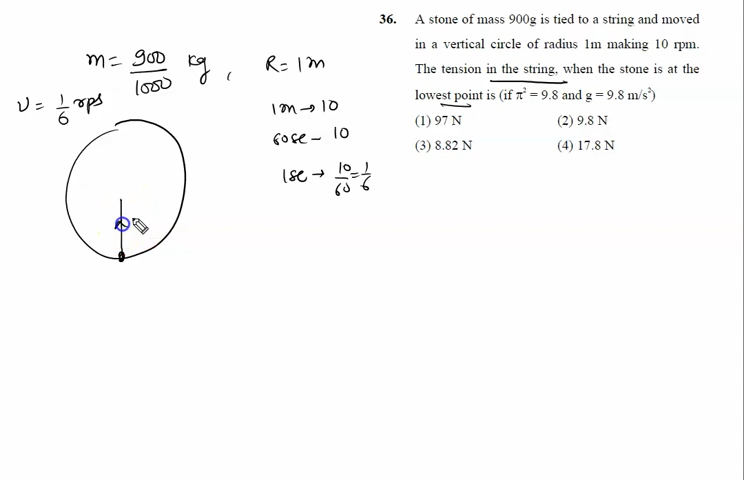 36. A stone of mass 900g is tied to a string and moved
in a vertical circle of radius 1m making 10 rpm.
The tension in the string, when the stone is at the
lowest point is (if π² = 9.8 and g = 9.8 m/s²)
(1) 97 N (2) 9.8 N
(3) 8.82 N (4) 17.8 N
m = 900/1000 kg, R = 1m
ν = 1/6 rps
1m → 10
60se – 10
1se → 10/60 = 1/6